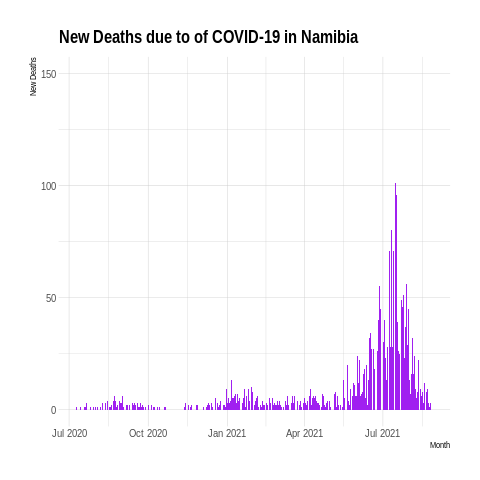 New Deaths due to of COVID-19 in Namibia
New Deaths
150
100
50
0
Jul 2020 Oct 2020 Jan 2021 Apr 2021 Jul 2021
Month